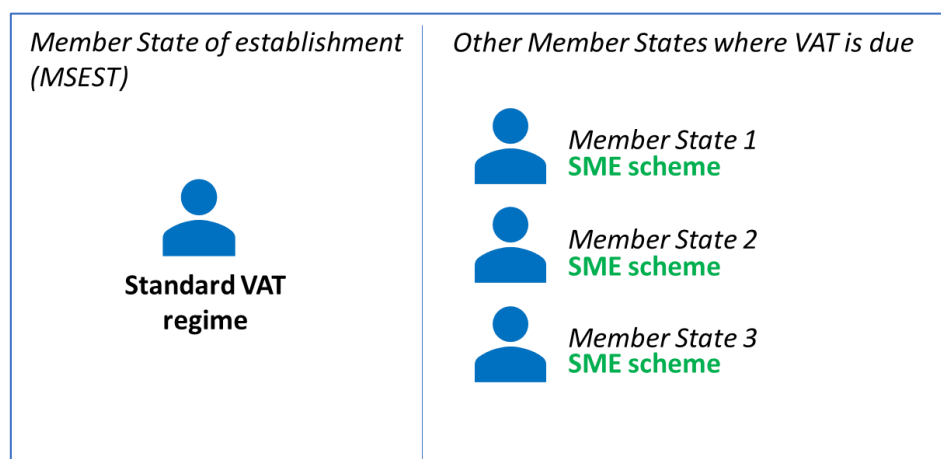 Member State of establishment
(MSEST)
Standard VAT
regime
Other Member States where VAT is due
Member State 1
SME scheme
Member State 2
SME scheme
Member State 3
SME scheme